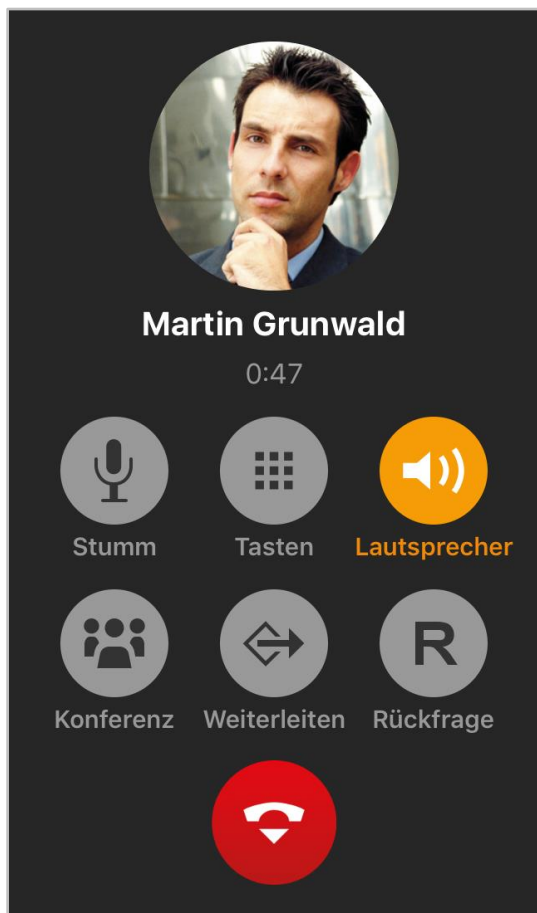 Martin Grunwald
0:47
Stumm Tasten Lautsprecher
R
Konferenz Weiterleiten Rückfrage